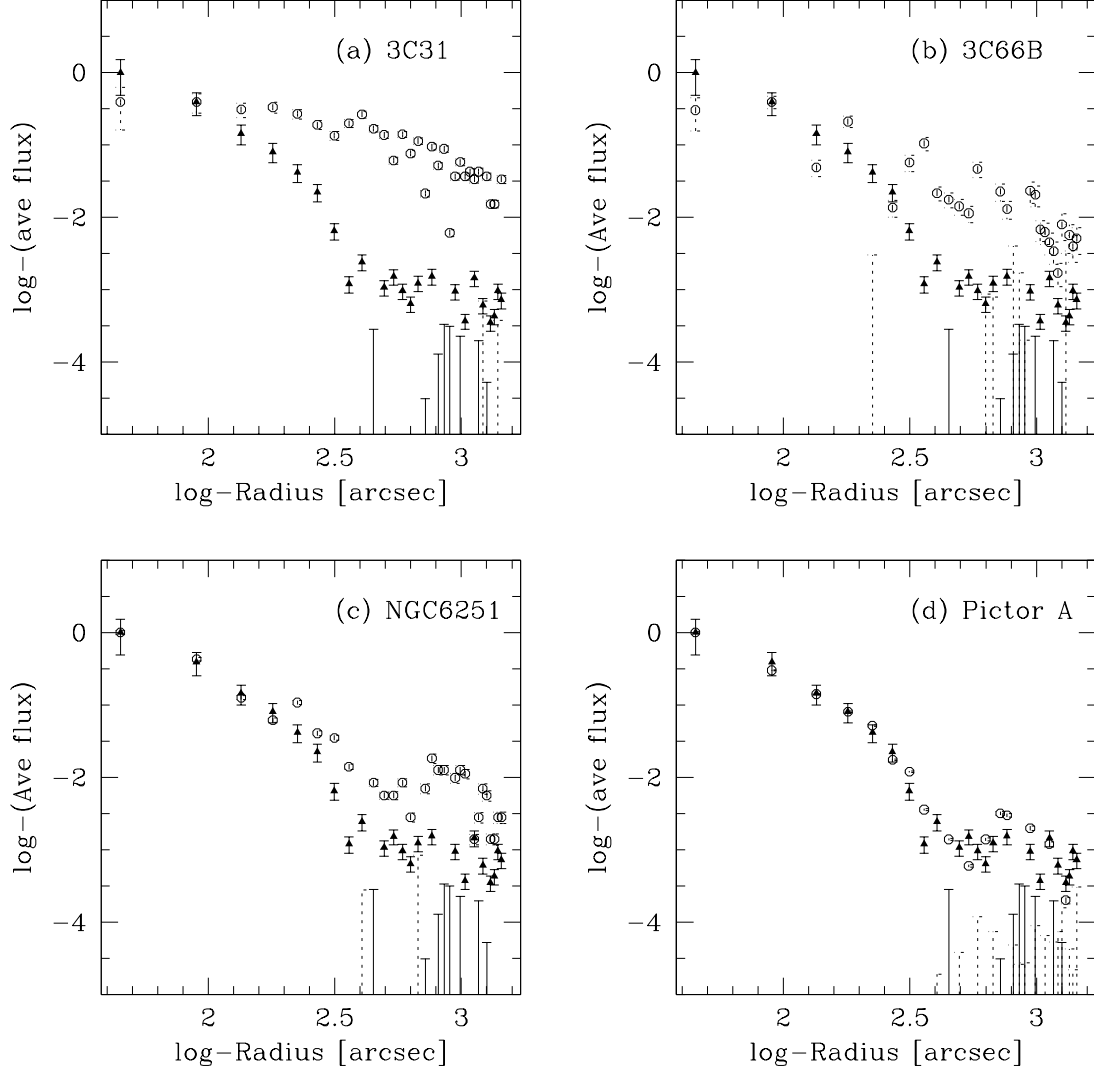 (a) 3C31
0
−2
−4
log−(ave flux)
2
2.5
3
log−Radius [arcsec]
(b) 3C66B
0
−2
−4
log−(Ave flux)
2
2.5
3
log−Radius [arcsec]
(c) NGC6251
0
−2
−4
log−(Ave flux)
2
2.5
3
log−Radius [arcsec]
(d) Pictor A
0
−2
−4
log−(ave flux)
2
2.5
3
log−Radius [arcsec]